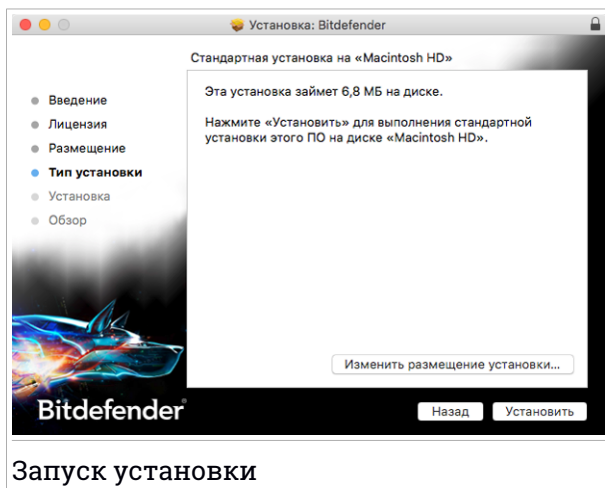 Установка: Bitdefender
Стандартная установка на «Macintosh HD»
Введение
Лицензия
Размещение
Тип установки
Установка
Обзор
Эта установка займет 6,8 МБ на диске.
Нажмите «Установить» для выполнения стандартной
установки этого ПО на диске «Macintosh HD».
Изменить размещение установки...
Bitdefender
Назад
Установить
Запуск установки